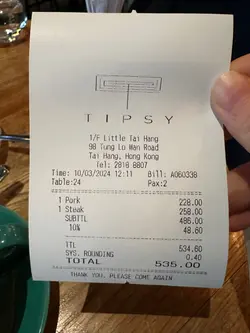 TIPSY
1/F Little Tai Hang
98 Tung Lo Wan Road
Tai Hang, Hong Kong
Tel: 2818 8807
Time: 10/03/2024 12:11 Bill: A060338
Table:24 Pax:2
1 Pork 228.00
1 Steak 258.00
SUBTTL 486.00
10% 48.60
TTL 534.60
SYS. ROUNDING 0.40
TOTAL 535.00
THANK YOU, PLEASE COME AGAIN